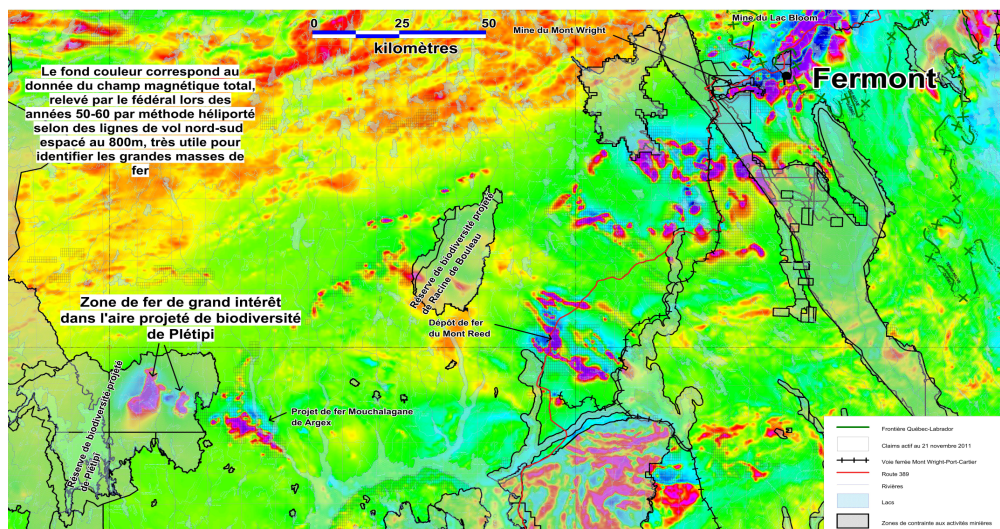 0 25 50
kilomètres
Mine du Mont Wright
Mine du Lac Bloom
Fermont
Le fond couleur correspond au
donnée du champ magnétique total,
relevé par le fédéral lors des
années 50-60 par méthode héliporté
selon des lignes de vol nord-sud
espacé au 800m, très utile pour
identifier les grandes masses de
fer
Réserve de biodiversité projeté
de Racine de Bouleau
Zone de fer de grand intérêt
dans l'aire projeté de biodiversité
de Plétipi
Dépôt de fer
du Mont Reed
Réserve de biodiversité projeté
de Plétipi
Projet de fer Mouchalagane
de Argex
Frontière Québec-Labrador
Claims actif au 21 novembre 2011
Voie ferrée Mont Wright-Port-Cartier
Route 389
Rivières
Lacs
Zones de contrainte aux activités minières